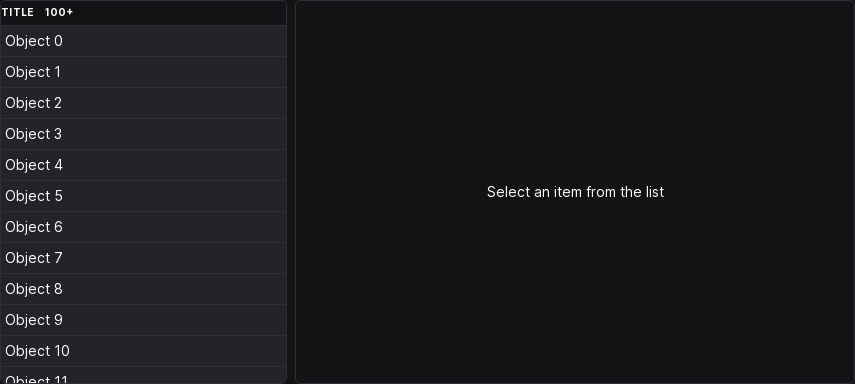 TITLE 100+
Object 0
Object 1
Object 2
Object 3
Object 4
Object 5
Object 6
Object 7
Object 8
Object 9
Object 10
Object 11
Select an item from the list